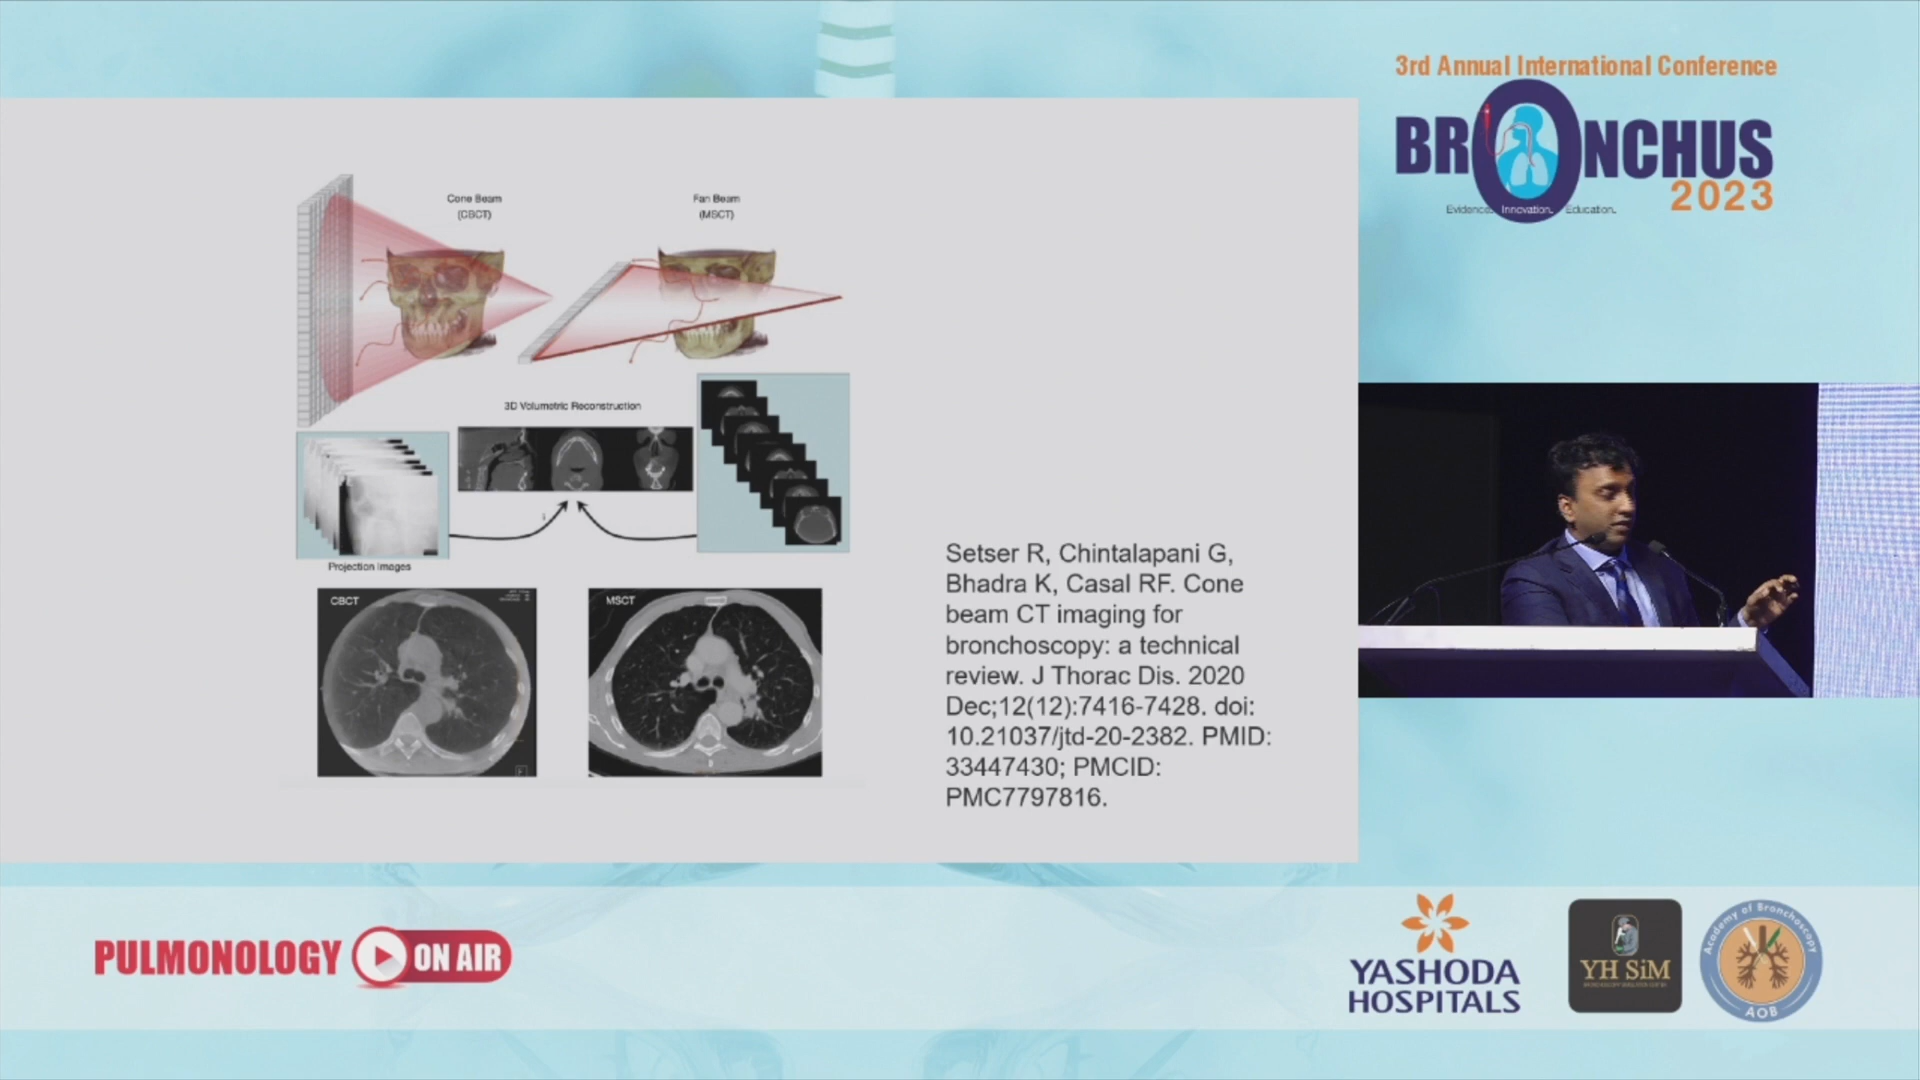 3rd Annual International Conference
BRONCHUS
2023
Evidence. Innovation. Education.
Cone Beam
(CBCT)
Fan Beam
(MSCT)
3D Volumetric Reconstruction
Projection Images
CBCT
MSCT
Setser R, Chintalapani G,
Bhadra K, Casal RF. Cone
beam CT imaging for
bronchoscopy: a technical
review. J Thorac Dis. 2020
Dec;12(12):7416-7428. doi:
10.21037/jtd-20-2382. PMID:
33447430; PMCID:
PMC7797816.
PULMONOLOGY ON AIR
YASHODA
HOSPITALS
YH SiM
Academy of Bronchoscopy
AOB